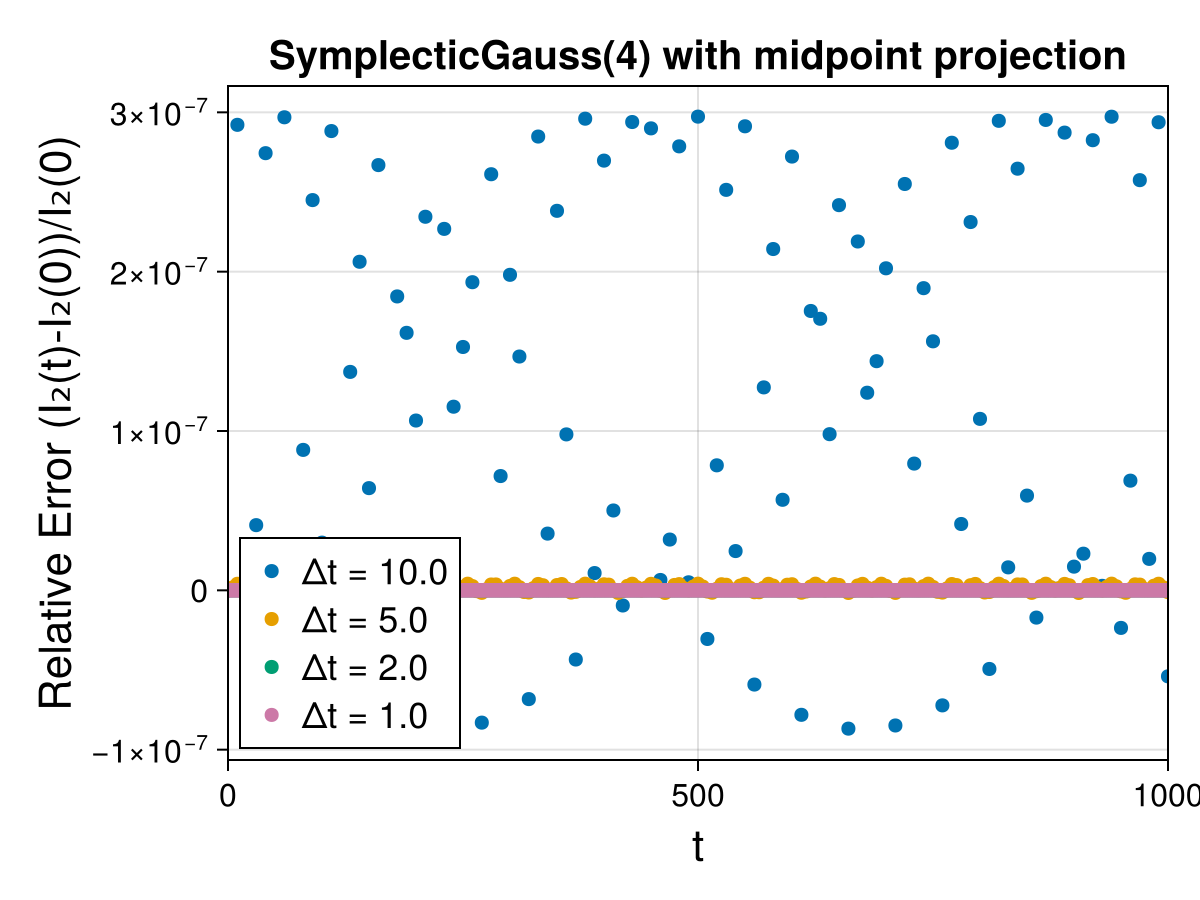 SymplecticGauss(4) with midpoint projection
Relative Error (I₂(t)-I₂(0))/I₂(0)
3×10⁻⁷
2×10⁻⁷
1×10⁻⁷
0
−1×10⁻⁷
Δt = 10.0
Δt = 5.0
Δt = 2.0
Δt = 1.0
0 500 1000
t